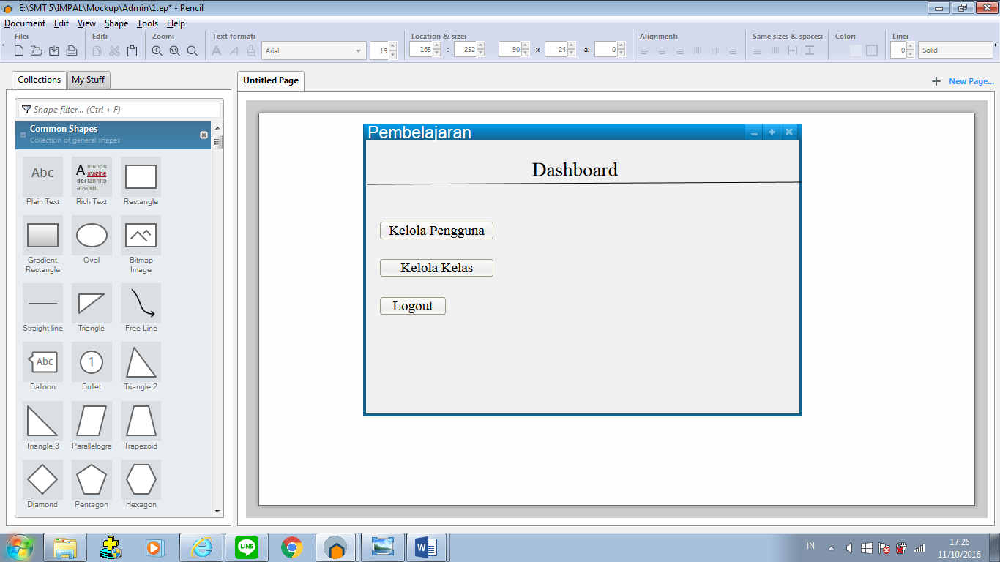 E:\SMT 5\IMPAL\Mockup\Admin\1.ep* - Pencil
Document Edit View Shape Tools Help
File: Edit: Zoom: Text format: Location & size: Alignment: Same sizes & spaces: Color: Line:
Arial 19 165 : 252 90 x 24 a: 0 0 Solid
Collections My Stuff
Untitled Page
New Page...
Shape filter... (Ctrl + F)
Common Shapes
Collection of general shapes
Abc
A mundu
magine
del tannito
abscidit
Plain Text Rich Text Rectangle
Gradient Rectangle Oval Bitmap Image
Straight line Triangle Free Line
Abc 1
Balloon Bullet Triangle 2
Triangle 3 Parallelogra Trapezoid
Diamond Pentagon Hexagon
Pembelajaran
Dashboard
Kelola Pengguna
Kelola Kelas
Logout
LINE
IN
17:26
11/10/2016